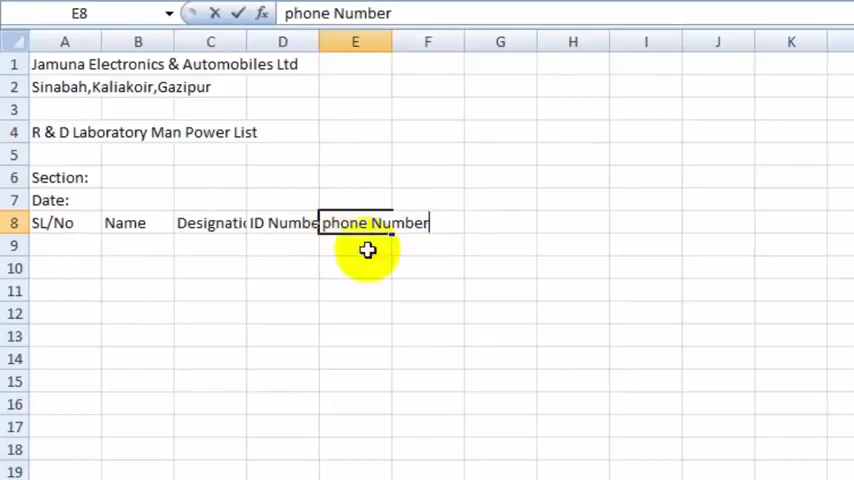 E8 fx phone Number
A B C D E F G H I J K
1 Jamuna Electronics & Automobiles Ltd
2 Sinabah,Kaliakoir,Gazipur
3
4 R & D Laboratory Man Power List
5
6 Section:
7 Date:
8 SL/No Name Designatic ID Numbe phone Number
9
10
11
12
13
14
15
16
17
18
19